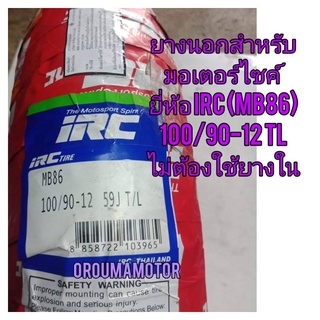 ยางนอกสำหรับ
มอเตอร์ไซค์
ยี่ห้อ IRC (MB86)
100/90-12 TL
ไม่ต้องใช้ยางใน
The Motosport Spirit
IRC
IRC TIRE
MB86
100/90-12 59J T/L
8 858722 103965
OROUMAMOTOR
IRC THAILAND
SAFETY WARNING
Improper mounting can cause
explosion and serious injury.